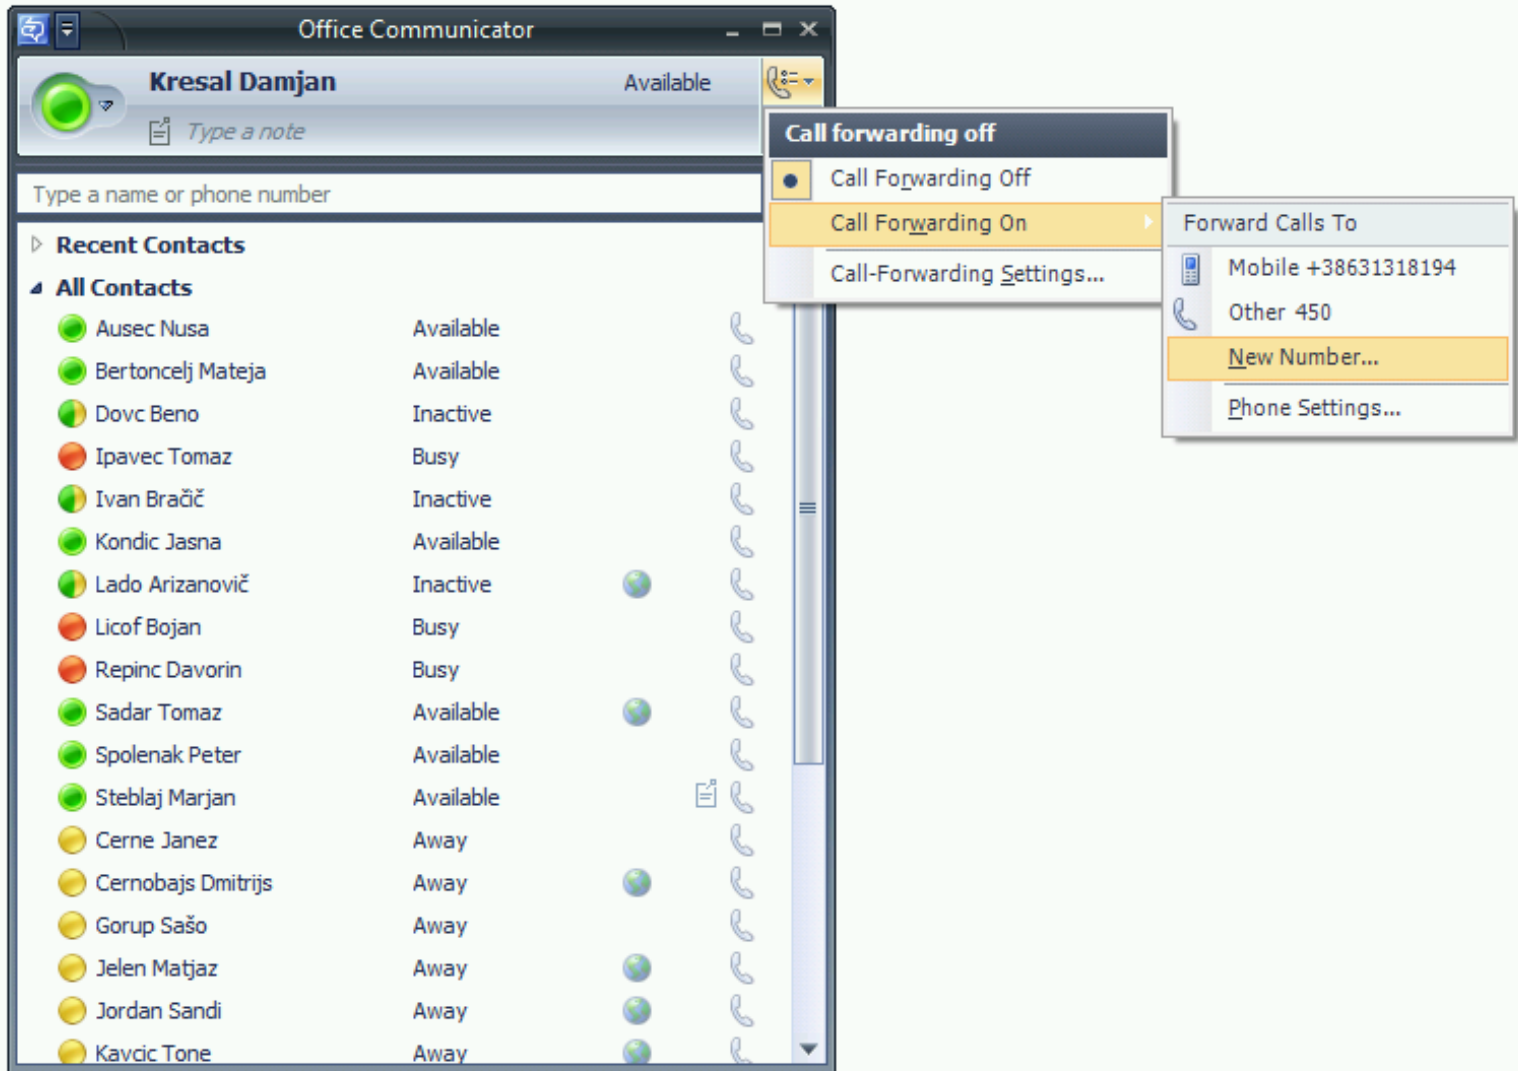 Office Communicator
Kresal Damjan Available
Type a note
Type a name or phone number
Recent Contacts
All Contacts
Ausec Nusa Available
Bertoncelj Mateja Available
Dovc Beno Inactive
Ipavec Tomaz Busy
Ivan Bračič Inactive
Kondic Jasna Available
Lado Arizanovič Inactive
Licof Bojan Busy
Repinc Davorin Busy
Sadar Tomaz Available
Spolenak Peter Available
Steblaj Marjan Available
Cerne Janez Away
Cernobajs Dmitrijs Away
Gorup Sašo Away
Jelen Matjaz Away
Jordan Sandi Away
Kavcic Tone Away
Call forwarding off
Call Forwarding Off
Call Forwarding On
Call-Forwarding Settings...
Forward Calls To
Mobile +38631318194
Other 450
New Number...
Phone Settings...